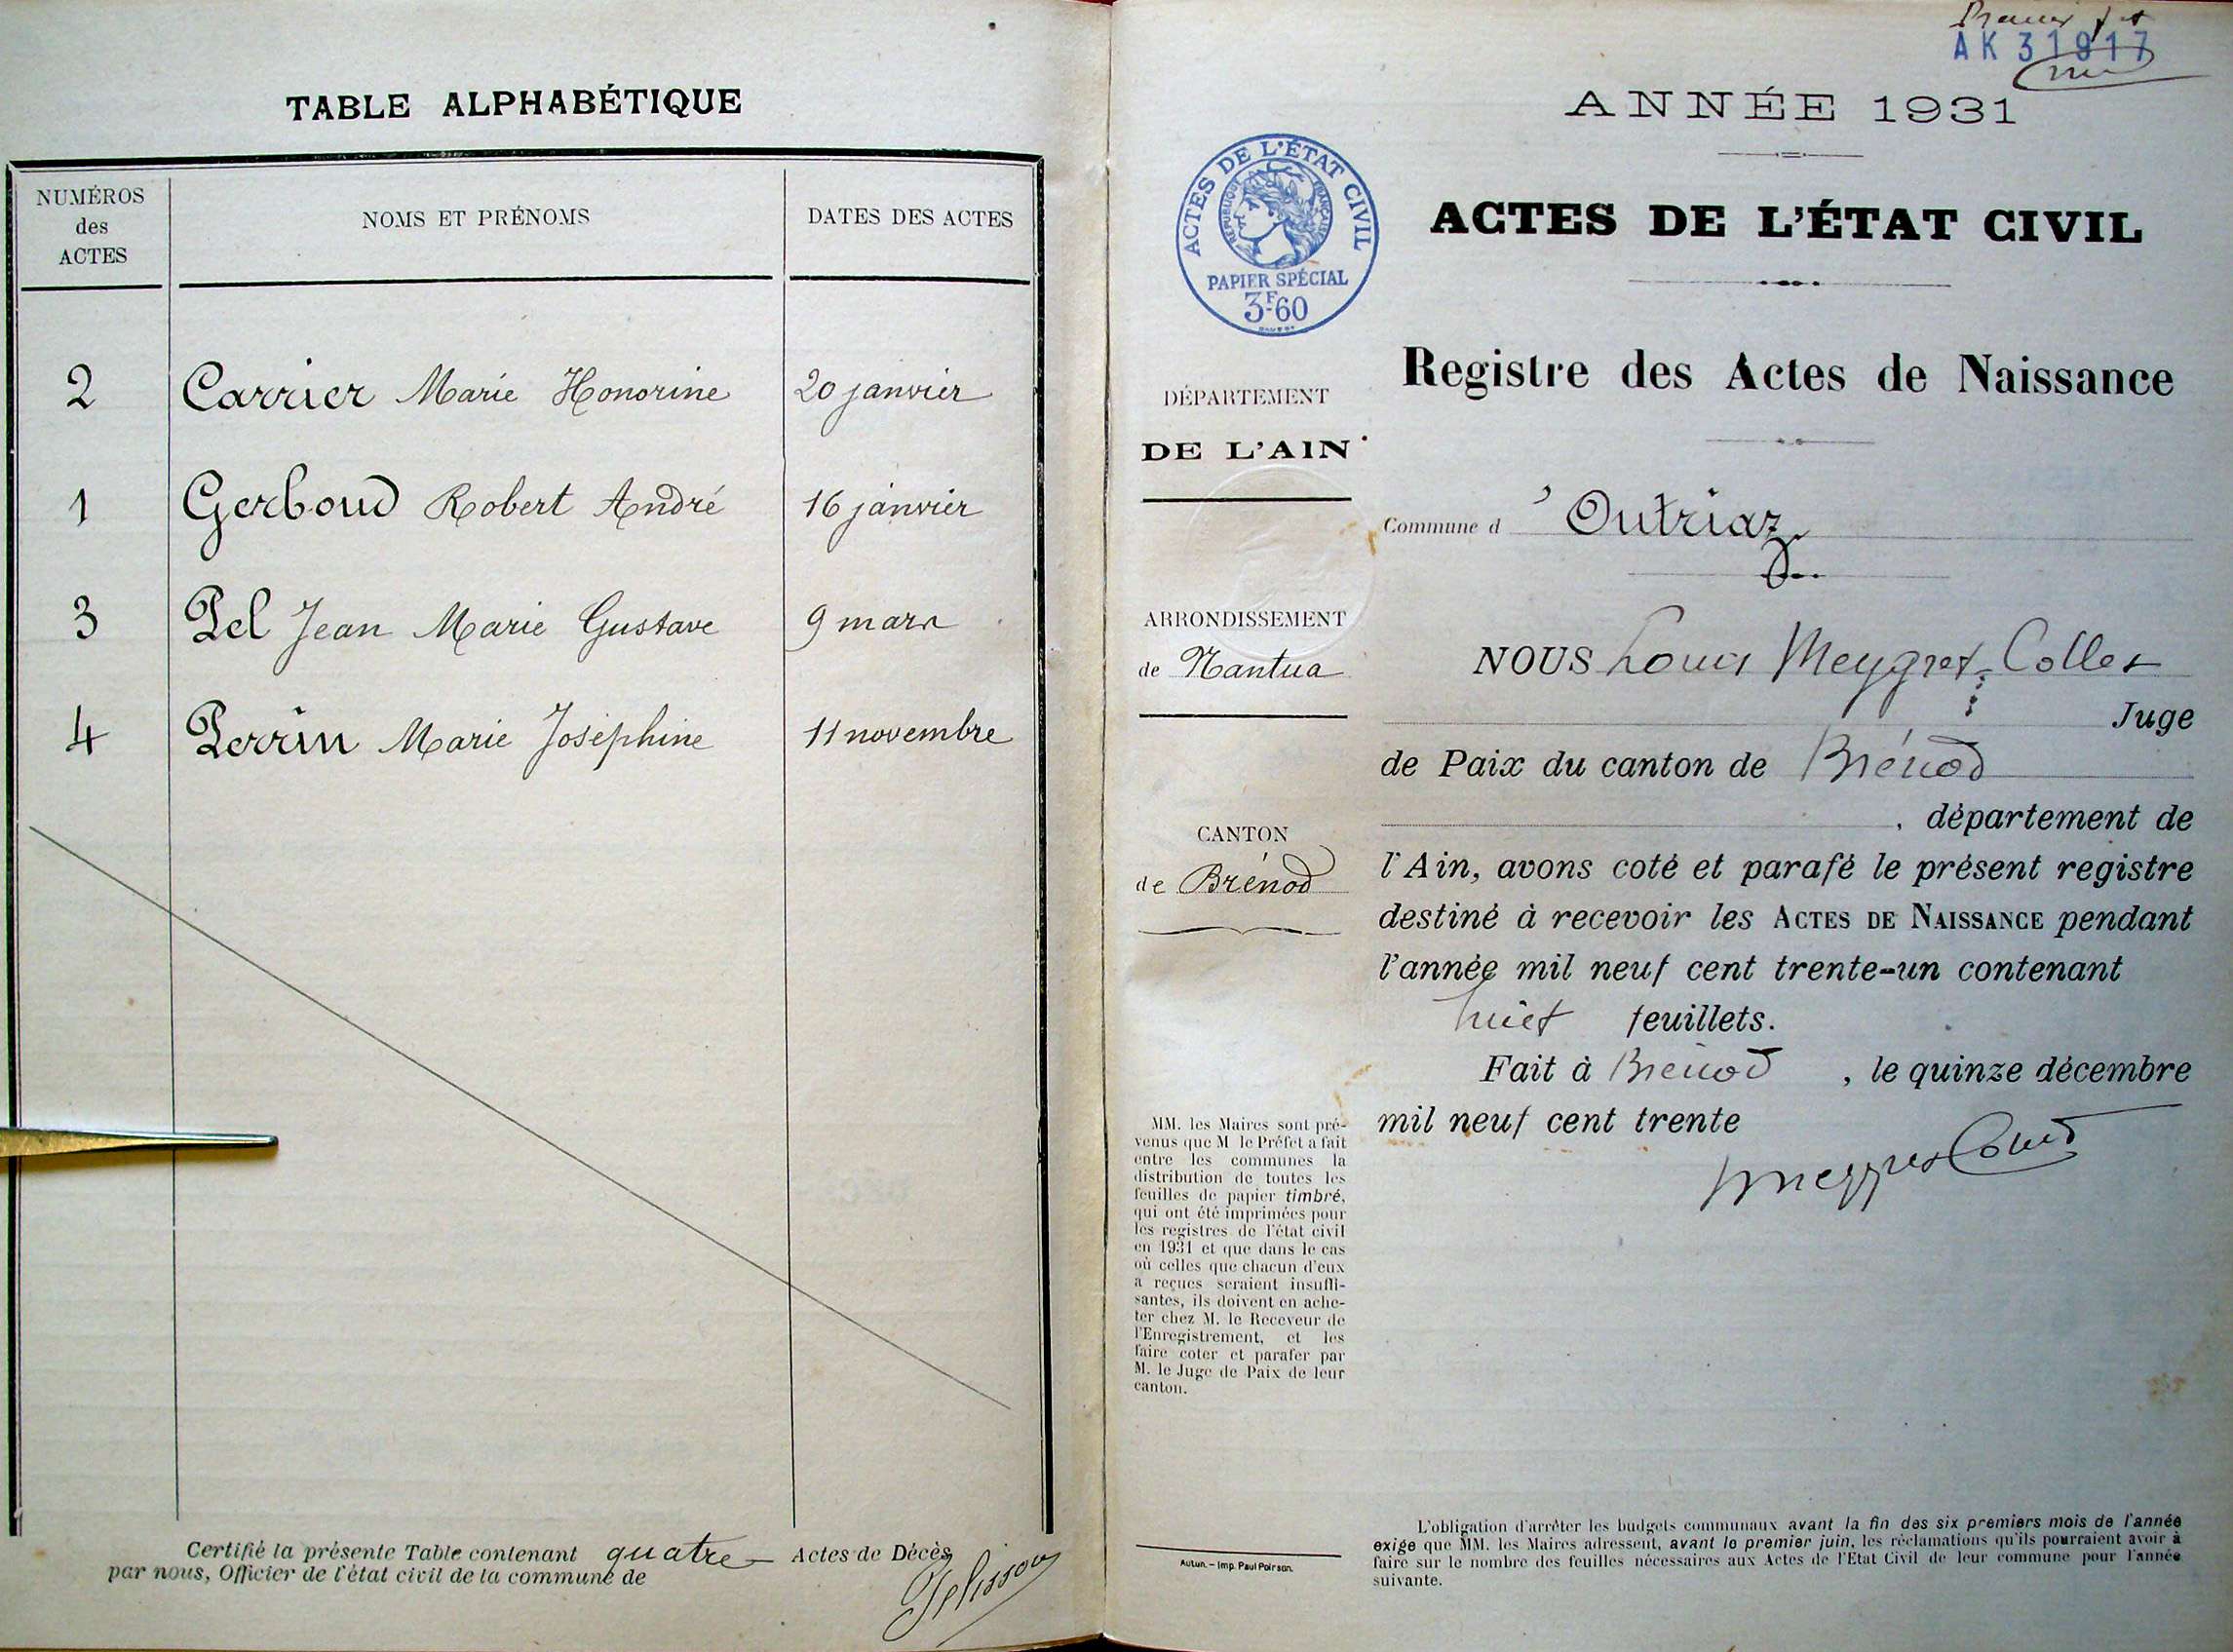 TABLE ALPHABÉTIQUE
NUMÉROS
des
ACTES
NOMS ET PRÉNOMS
DATES DES ACTES
2 Carrier Marie Honorine 20 janvier
1 Gerboud Robert André 16 janvier
3 Pel Jean Marie Gustave 9 mars
4 Perrin Marie Joséphine 11 novembre
Certifié la présente Table contenant quatre Actes de Décès
par nous, Officier de l'état civil de la commune de
Pelisson
AK 31917
ANNÉE 1931
ACTES DE L'ÉTAT CIVIL
RÉPUBLIQUE FRANÇAISE
PAPIER SPÉCIAL
3F60
ACTES DE L'ÉTAT CIVIL
Registre des Actes de Naissance
DÉPARTEMENT
DE L'AIN
Commune d'Outriaz
ARRONDISSEMENT
de Nantua
CANTON
de Brénod
NOUS Louis Meygret-Collet
Juge
de Paix du canton de Brénod
, département de
l'Ain, avons coté et parafé le présent registre
destiné à recevoir les ACTES DE NAISSANCE pendant
l'année mil neuf cent trente-un contenant
huit feuillets.
Fait à Brénod, le quinze décembre
mil neuf cent trente
MM. les Maires sont pré-
venus que M le Préfet a fait
entre les communes la
distribution de toutes les
feuilles de papier timbré,
qui ont été imprimées pour
les registres de l'état civil
en 1931 et que dans le cas
où celles que chacun d'eux
a reçues seraient insuffi-
santes, ils doivent en ache-
ter chez M. le Receveur de
l'Enregistrement, et les
faire coter et parafer par
M. le Juge de Paix de leur
canton.
Autun. – Imp. Paul Poirson.
L'obligation d'arrêter les budgets communaux avant la fin des six premiers mois de l'année
exige que MM. les Maires adressent, avant le premier juin, les réclamations qu'ils pourraient avoir à
faire sur le nombre des feuilles nécessaires aux Actes de l'Etat Civil de leur commune pour l'année
suivante.